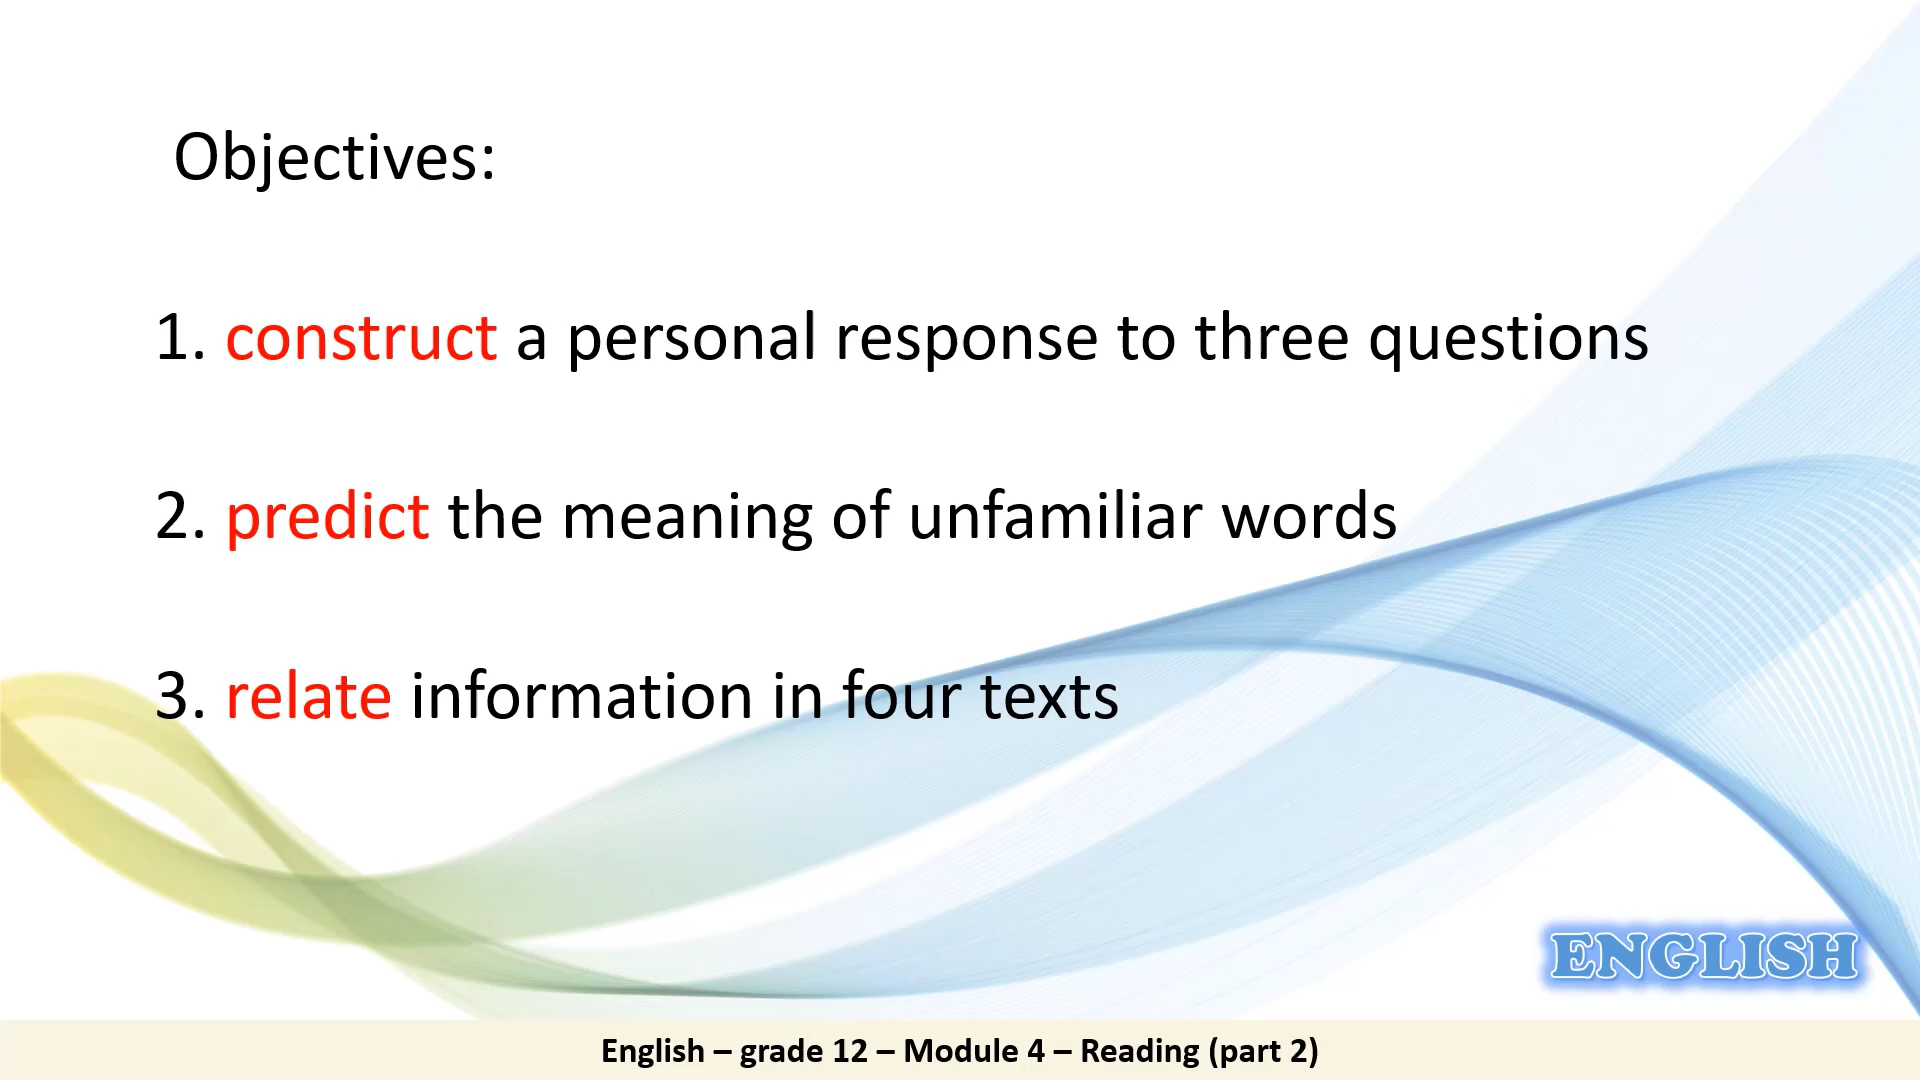 Objectives:
1. construct a personal response to three questions
2. predict the meaning of unfamiliar words
3. relate information in four texts
ENGLISH
English – grade 12 – Module 4 – Reading (part 2)